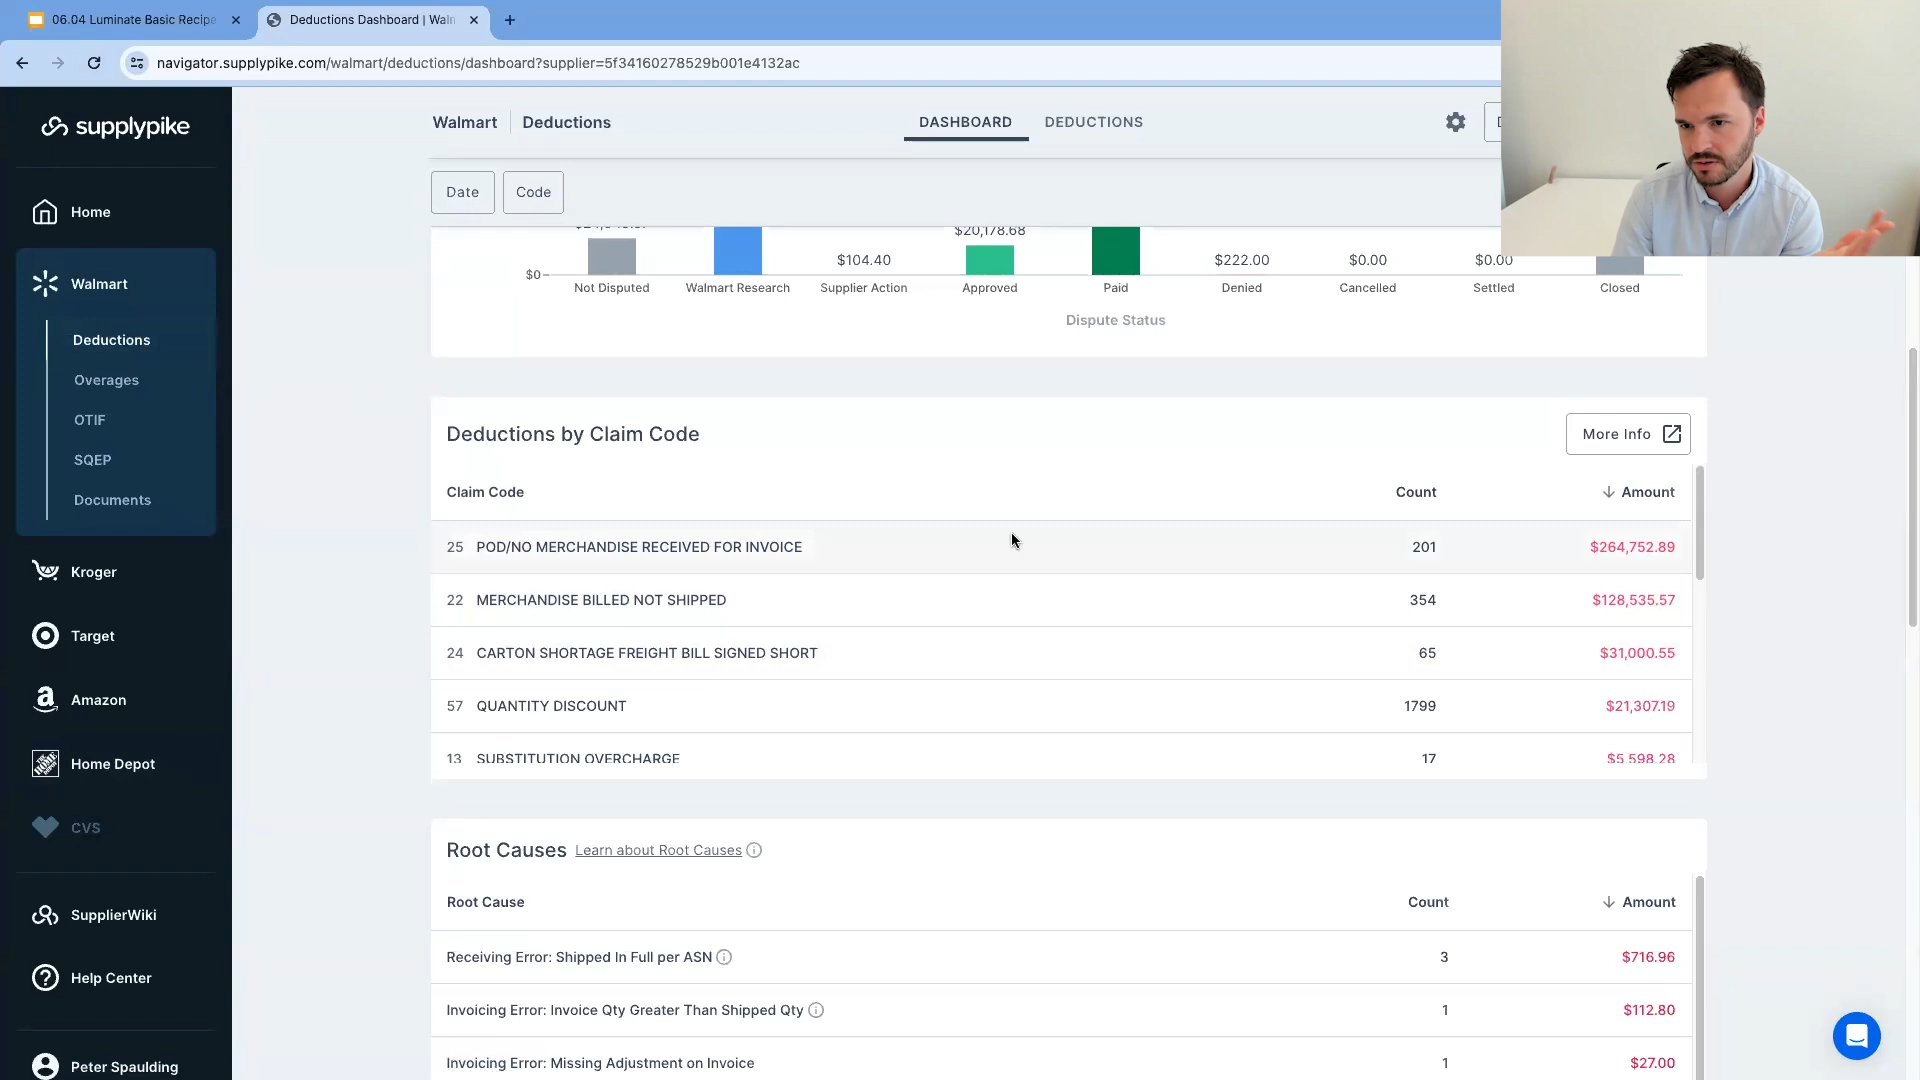 06.04 Luminate Basic Recipe
Deductions Dashboard | Waln
navigator.supplypike.com/walmart/deductions/dashboard?supplier=5f34160278529b001e4132ac
supplypike
Home
Walmart
Deductions
Overages
OTIF
SQEP
Documents
Kroger
Target
Amazon
Home Depot
CVS
SupplierWiki
Help Center
Peter Spaulding
Walmart Deductions
DASHBOARD DEDUCTIONS
Date Code
$20,178.68
$104.40 $222.00 $0.00 $0.00
$0
Not Disputed Walmart Research Supplier Action Approved Paid Denied Cancelled Settled Closed
Dispute Status
Deductions by Claim Code More Info
Claim Code Count Amount
25 POD/NO MERCHANDISE RECEIVED FOR INVOICE 201 $264,752.89
22 MERCHANDISE BILLED NOT SHIPPED 354 $128,535.57
24 CARTON SHORTAGE FREIGHT BILL SIGNED SHORT 65 $31,000.55
57 QUANTITY DISCOUNT 1799 $21,307.19
13 SUBSTITUTION OVERCHARGE 17 $5,598.28
Root Causes Learn about Root Causes
Root Cause Count Amount
Receiving Error: Shipped In Full per ASN 3 $716.96
Invoicing Error: Invoice Qty Greater Than Shipped Qty 1 $112.80
Invoicing Error: Missing Adjustment on Invoice 1 $27.00